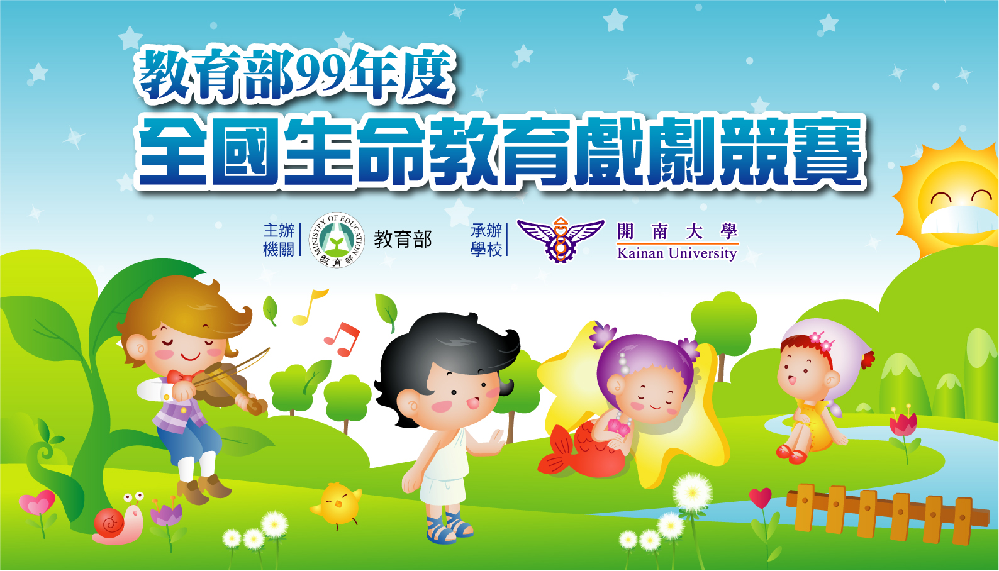 教育部99年度
全國生命教育戲劇競賽
主辦
機關
MINISTRY OF EDUCATION
教育部
教育部
承辦
學校
開南大學
Kainan University